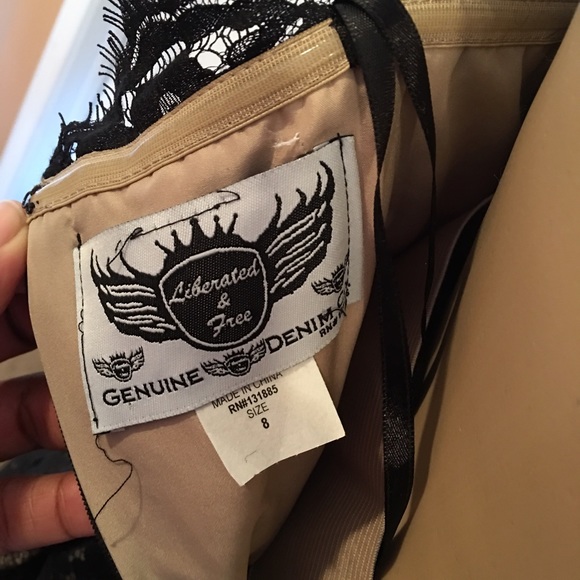 Liberated
&
Free
GENUINE DENIM
RN#
MADE IN CHINA
RN#131885
SIZE
8